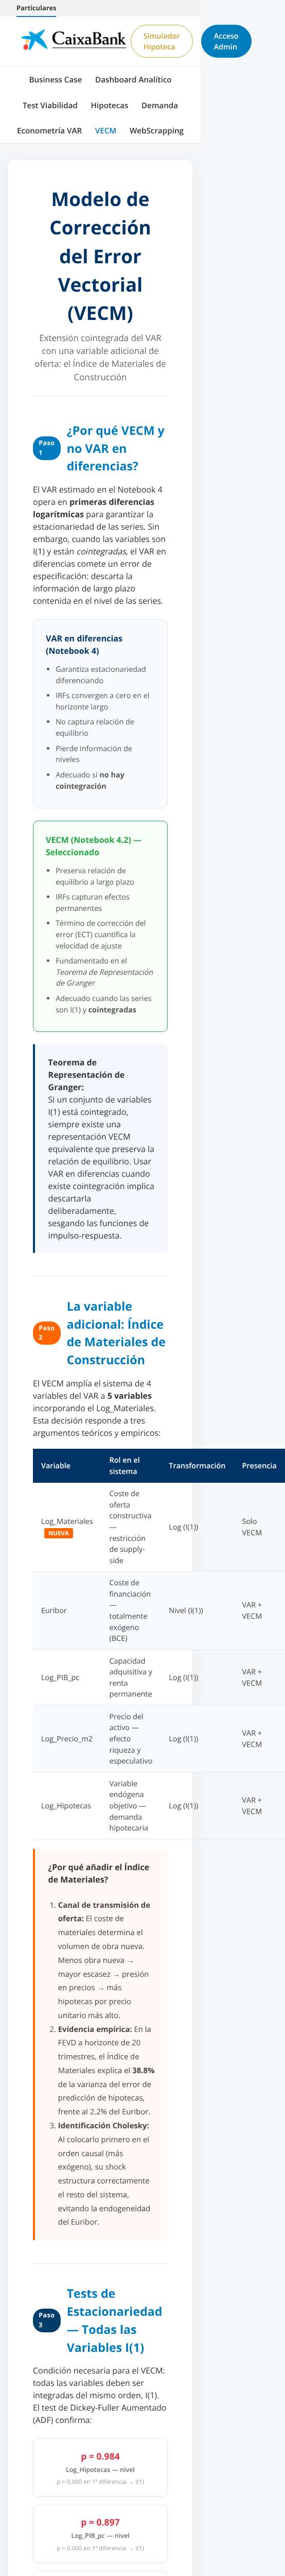 Particulares
CaixaBank
Simulador
Hipoteca
Acceso
Admin
Business Case
Dashboard Analítico
Test Viabilidad
Hipotecas
Demanda
Econometría VAR
VECM
WebScrapping
Modelo de
Corrección
del Error
Vectorial
(VECM)
Extensión cointegrada del VAR
con una variable adicional de
oferta: el Índice de Materiales de
Construcción
Paso
1
¿Por qué VECM y
no VAR en
diferencias?
El VAR estimado en el Notebook 4
opera en primeras diferencias
logarítmicas para garantizar la
estacionariedad de las series. Sin
embargo, cuando las variables son
I(1) y están cointegradas, el VAR en
diferencias comete un error de
especificación: descarta la
información de largo plazo
contenida en el nivel de las series.
VAR en diferencias
(Notebook 4)
• Garantiza estacionariedad
diferenciando
• IRFs convergen a cero en el
horizonte largo
• No captura relación de
equilibrio
• Pierde información de
niveles
• Adecuado si no hay
cointegración
VECM (Notebook 4.2) —
Seleccionado
• Preserva relación de
equilibrio a largo plazo
• IRFs capturan efectos
permanentes
• Término de corrección del
error (ECT) cuantifica la
velocidad de ajuste
• Fundamentado en el
Teorema de Representación
de Granger
• Adecuado cuando las series
son I(1) y cointegradas
Teorema de
Representación de
Granger:
Si un conjunto de variables
I(1) está cointegrado,
siempre existe una
representación VECM
equivalente que preserva la
relación de equilibrio. Usar
VAR en diferencias cuando
existe cointegración implica
descartarla
deliberadamente,
sesgando las funciones de
impulso-respuesta.
Paso
2
La variable
adicional: Índice
de Materiales de
Construcción
El VECM amplía el sistema de 4
variables del VAR a 5 variables
incorporando el Log_Materiales.
Esta decisión responde a tres
argumentos teóricos y empíricos:
Variable
Rol en el
sistema
Transformación
Presencia
Log_Materiales
NUEVA
Coste de
oferta
constructiva
—
restricción
de supply-
side
Log (I(1))
Solo
VECM
Euribor
Coste de
financiación
—
totalmente
exógeno
(BCE)
Nivel (I(1))
VAR +
VECM
Log_PIB_pc
Capacidad
adquisitiva y
renta
permanente
Log (I(1))
VAR +
VECM
Log_Precio_m2
Precio del
activo —
efecto
riqueza y
especulativo
Log (I(1))
VAR +
VECM
Log_Hipotecas
Variable
endógena
objetivo —
demanda
hipotecaria
Log (I(1))
VAR +
VECM
¿Por qué añadir el Índice
de Materiales?
1. Canal de transmisión de
oferta: El coste de
materiales determina el
volumen de obra nueva.
Menos obra nueva →
mayor escasez → presión
en precios → más
hipotecas por precio
unitario más alto.
2. Evidencia empírica: En la
FEVD a horizonte de 20
trimestres, el Índice de
Materiales explica el 38.8%
de la varianza del error de
predicción de hipotecas,
frente al 2.2% del Euribor.
3. Identificación Cholesky:
Al colocarlo primero en el
orden causal (más
exógeno), su shock
estructura correctamente
el resto del sistema,
evitando la endogeneidad
del Euribor.
Paso
3
Tests de
Estacionariedad
— Todas las
Variables I(1)
Condición necesaria para el VECM:
todas las variables deben ser
integradas del mismo orden, I(1).
El test de Dickey-Fuller Aumentado
(ADF) confirma:
p = 0.984
Log_Hipotecas — nivel
p = 0.000 en 1ª diferencia → I(1)
p = 0.897
Log_PIB_pc — nivel
p = 0.000 en 1ª diferencia → I(1)